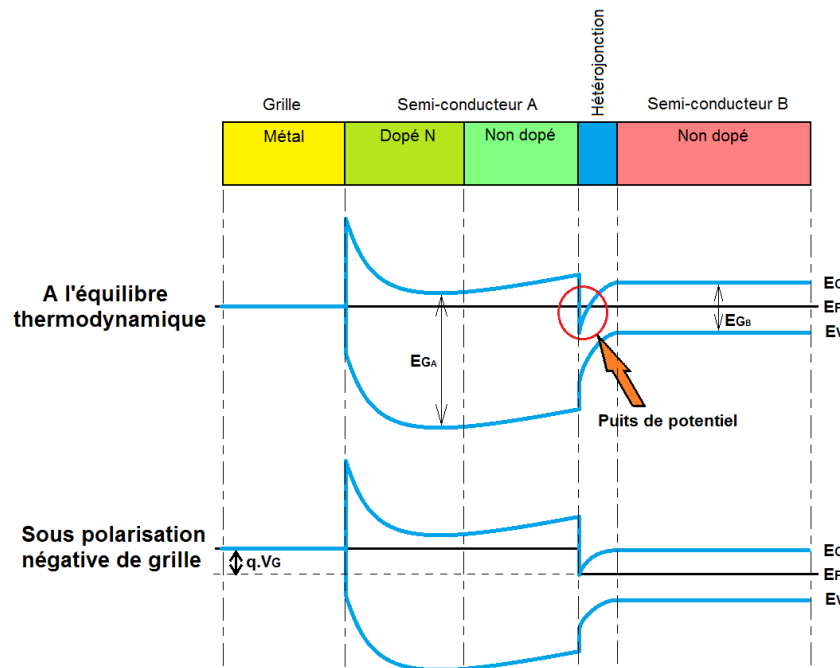 Hétérojonction
Grille
Semi-conducteur A
Semi-conducteur B
Métal
Dopé N
Non dopé
Non dopé
A l'équilibre
thermodynamique
EGA
EGB
Puits de potentiel
Sous polarisation
négative de grille
q.VG